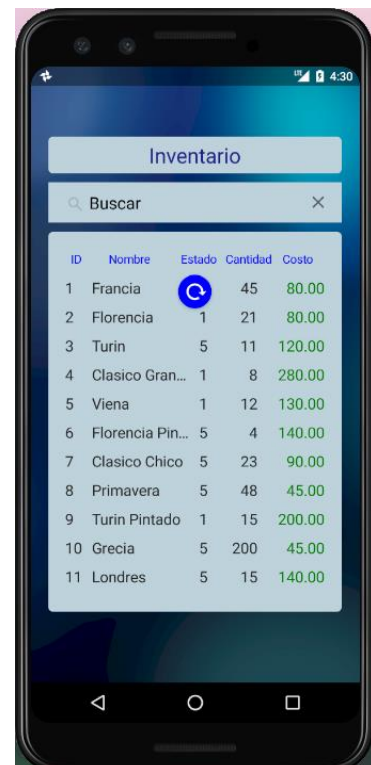 LTE 4:30
Inventario
Buscar
ID Nombre Estado Cantidad Costo
1 Francia 45 80.00
2 Florencia 1 21 80.00
3 Turin 5 11 120.00
4 Clasico Gran... 1 8 280.00
5 Viena 1 12 130.00
6 Florencia Pin... 5 4 140.00
7 Clasico Chico 5 23 90.00
8 Primavera 5 48 45.00
9 Turin Pintado 1 15 200.00
10 Grecia 5 200 45.00
11 Londres 5 15 140.00